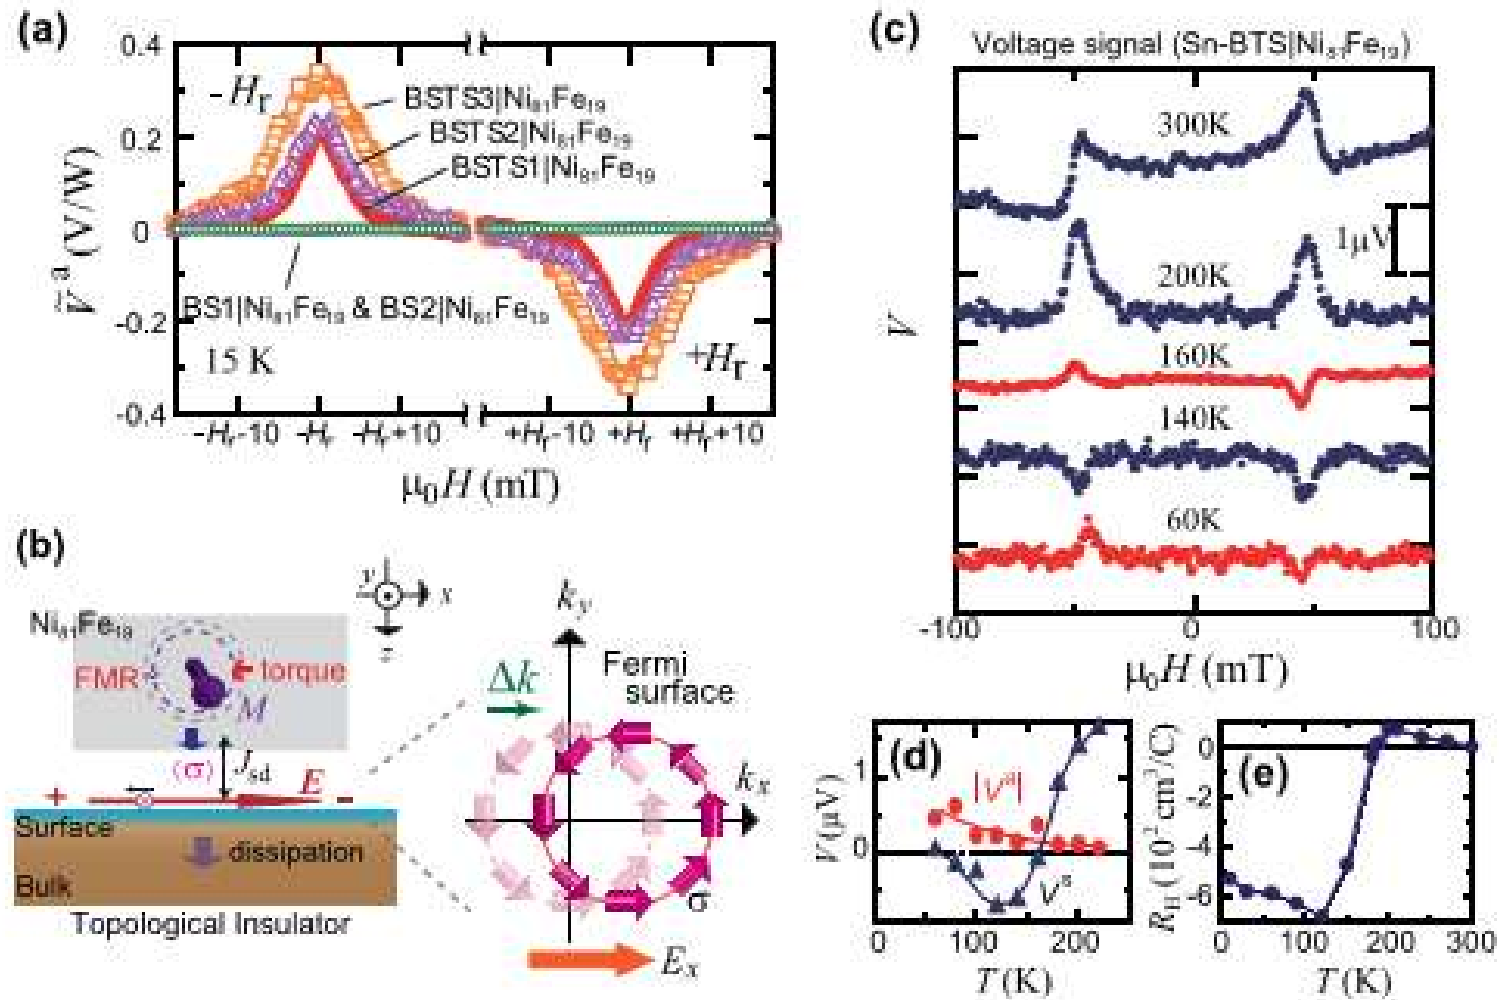 (a)
0.4
0.2
0
-0.2
-0.4
Ṽᵃ (V/W)
-Hr
BSTS3|Ni₈₁Fe₁₉
BSTS2|Ni₈₁Fe₁₉
BSTS1|Ni₈₁Fe₁₉
BS1|Ni₈₁Fe₁₉ & BS2|Ni₈₁Fe₁₉
15 K
+Hr
-Hr-10 -Hr -Hr+10 +Hr-10 +Hr +Hr+10
μ₀H (mT)
(b)
Ni₈₁Fe₁₉
FMR
torque
M
⟨σ⟩
Jsd
E
+ -
Surface
dissipation
Bulk
Topological Insulator
y
x
z
ky
Δk
Fermi
surface
kx
σ
Ex
(c)
Voltage signal (Sn-BTS|Ni₈₁Fe₁₉)
V
300K
1μV
200K
160K
140K
60K
-100 0 100
μ₀H (mT)
(d)
V(μV)
1
0
|Vᵃ|
Vˢ
0 100 200
T (K)
(e)
RH (10² cm³/C)
0
-2
-4
-6
0 100 200 300
T (K)